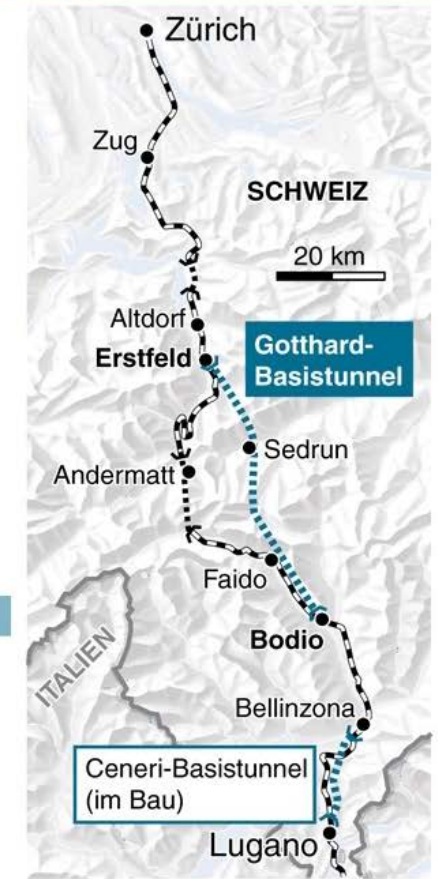 Zürich
Zug
SCHWEIZ
20 km
Altdorf
Erstfeld
Gotthard-
Basistunnel
Sedrun
Andermatt
Faido
Bodio
ITALIEN
Bellinzona
Ceneri-Basistunnel
(im Bau)
Lugano